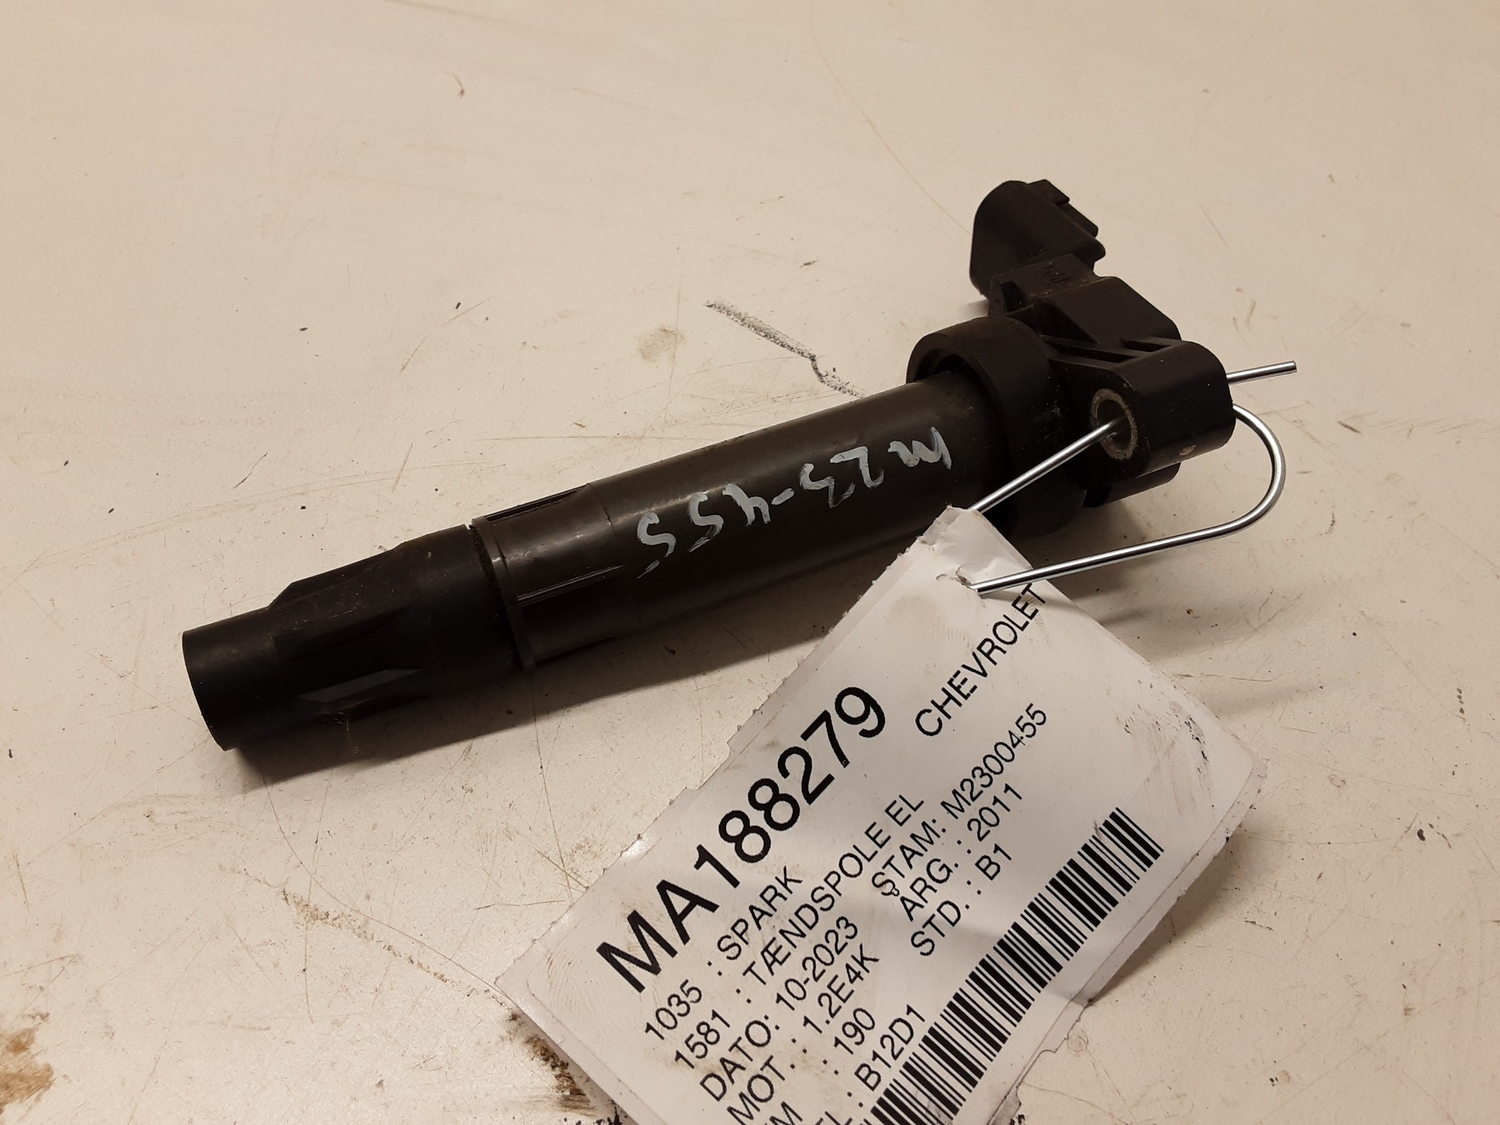 m23-455
MA188279 CHEVROLET
1035 : SPARK
1581 : TÆNDSPOLE EL
DATO: 10-2023 STAM: M2300455
MOT. : 1.2E4K ÅRG. : 2011
: 190 STD. : B1
: B12D1